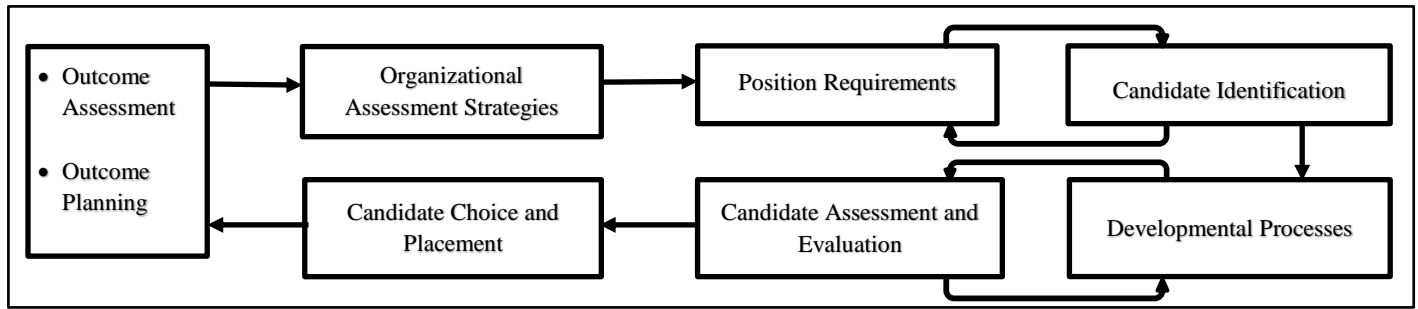 • Outcome
Assessment
• Outcome
Planning
Organizational
Assessment Strategies
Position Requirements
Candidate Identification
Candidate Choice and
Placement
Candidate Assessment and
Evaluation
Developmental Processes